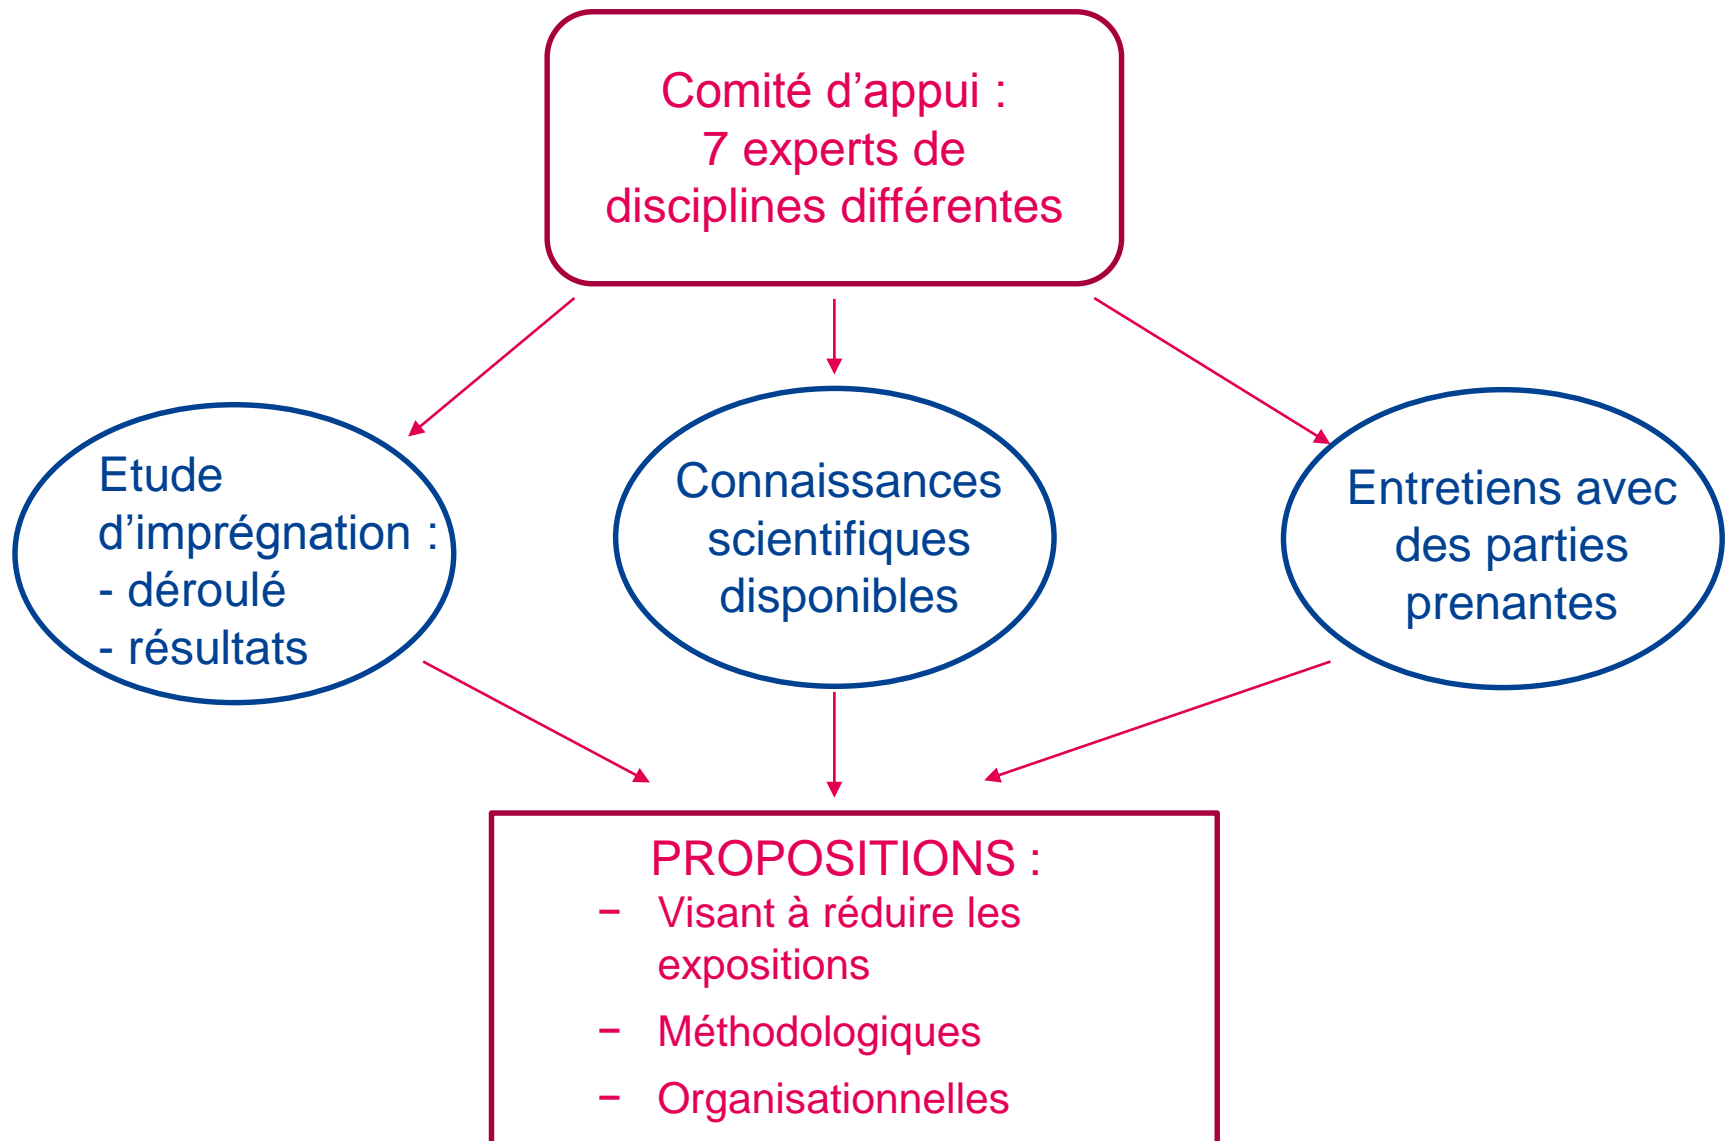 Comité d’appui :
7 experts de
disciplines différentes
Etude
d’imprégnation :
- déroulé
- résultats
Connaissances
scientifiques
disponibles
Entretiens avec
des parties
prenantes
PROPOSITIONS :
− Visant à réduire les
expositions
− Méthodologiques
− Organisationnelles